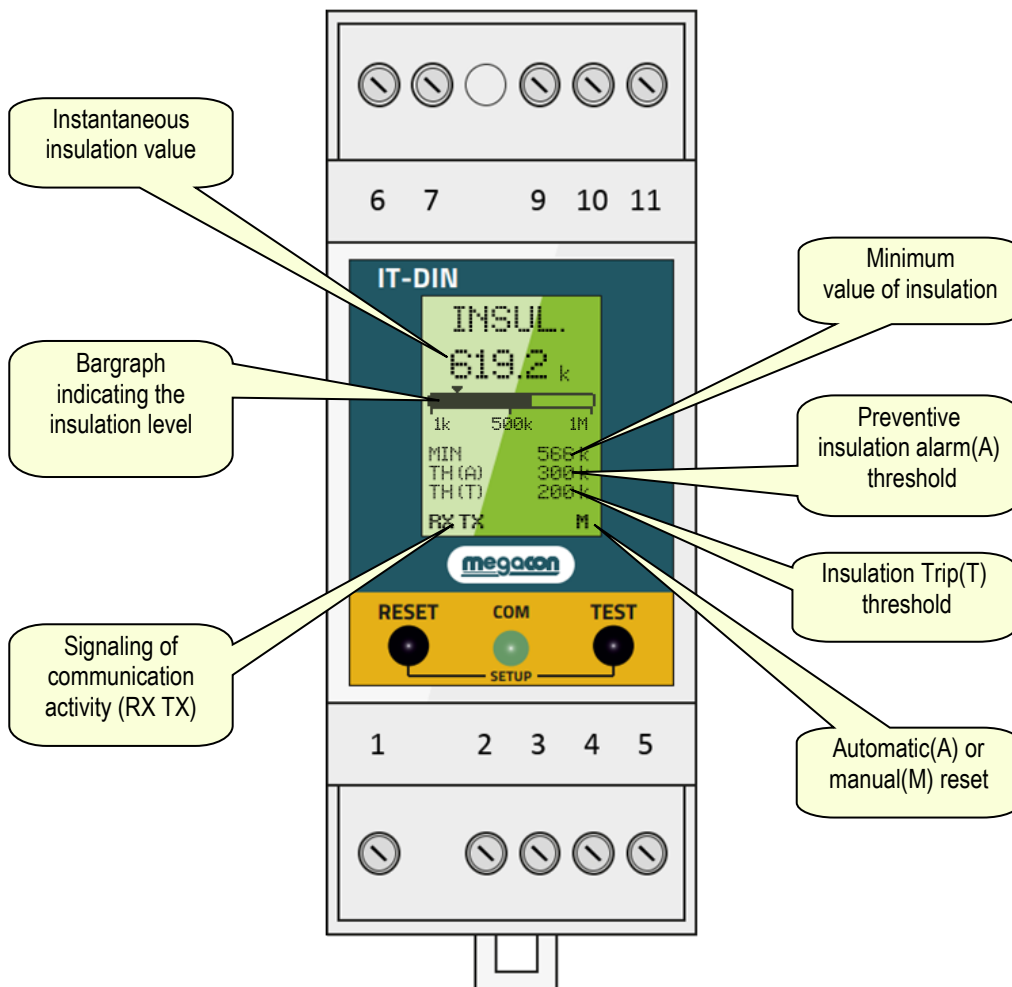 Instantaneous
insulation value
6 7 9 10 11
Minimum
value of insulation
IT-DIN
INSUL.
619.2 k
Bargraph
indicating the
insulation level
1k 500k 1M
MIN 566 k
TH(A) 300 k
TH(T) 200 k
RX TX M
Preventive
insulation alarm(A)
threshold
megacon
Insulation Trip(T)
threshold
RESET COM TEST
SETUP
Signaling of
communication
activity (RX TX)
1 2 3 4 5
Automatic(A) or
manual(M) reset